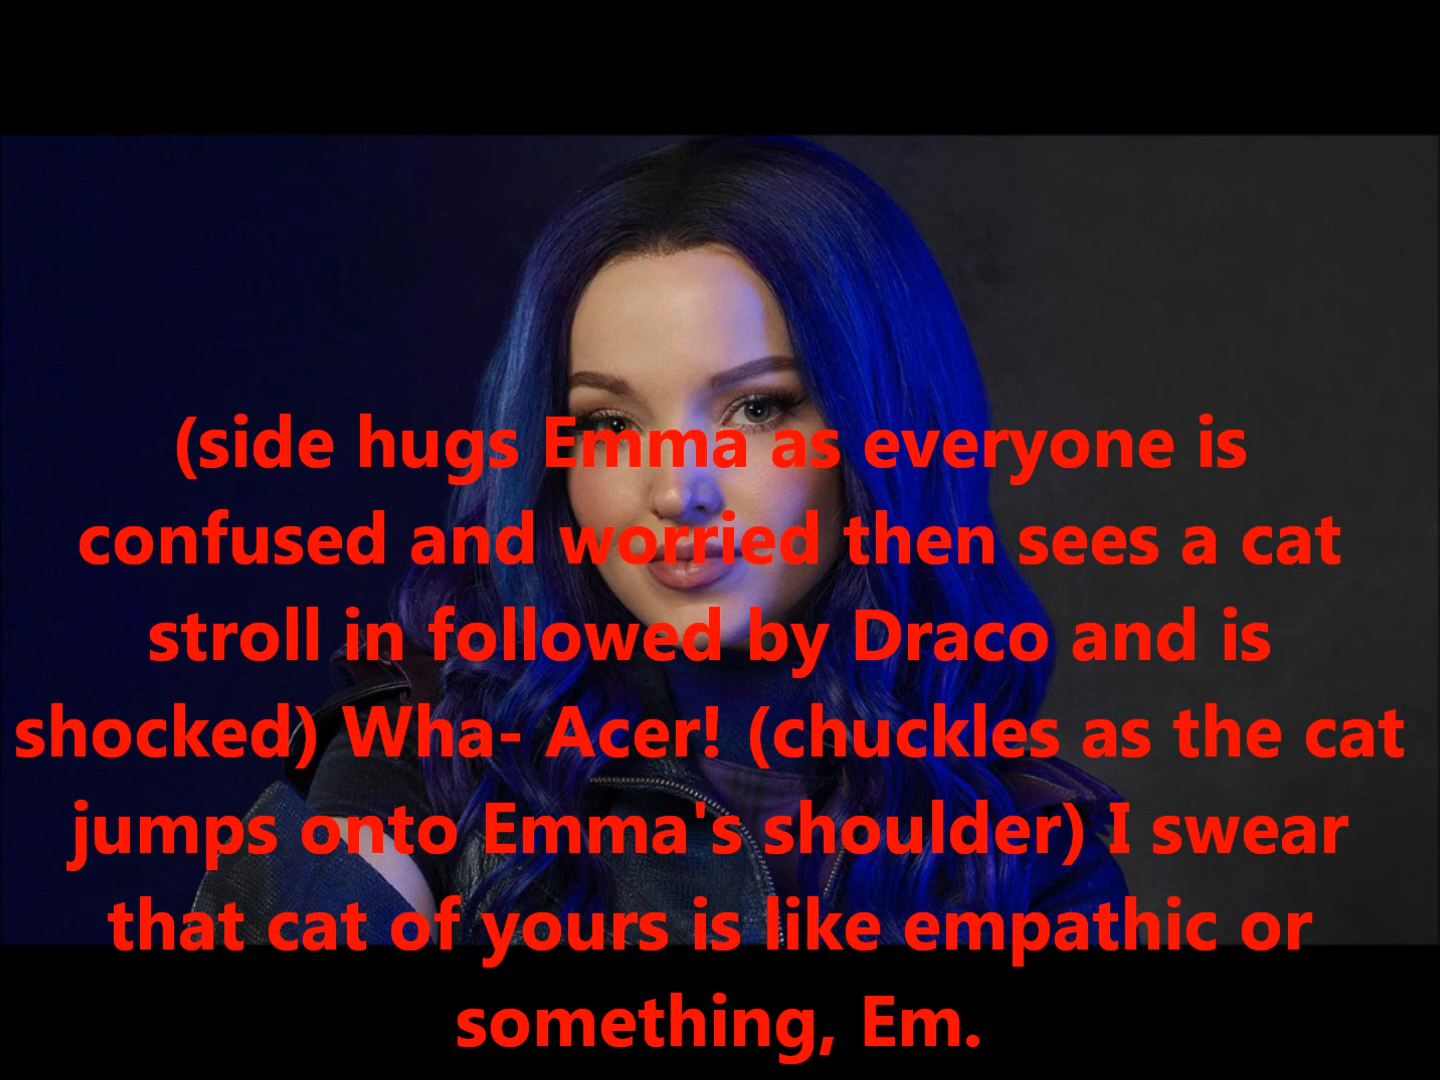 (side hugs Emma as everyone is
confused and worried then sees a cat
stroll in followed by Draco and is
shocked) Wha- Acer! (chuckles as the cat
jumps onto Emma's shoulder) I swear
that cat of yours is like empathic or
something, Em.